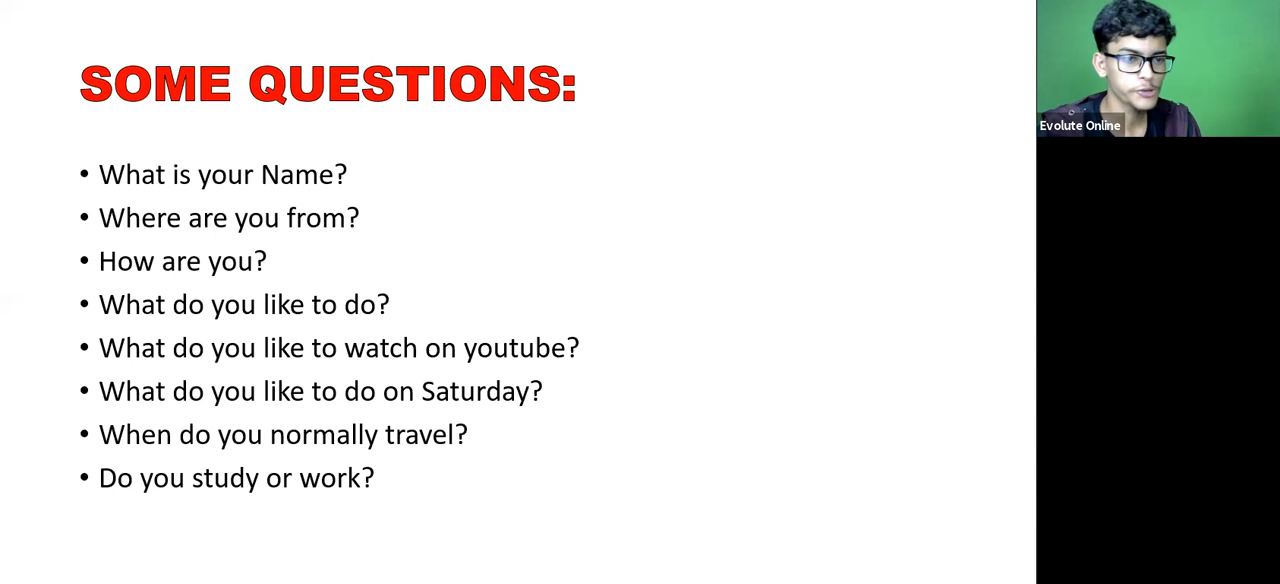 SOME QUESTIONS:
• What is your Name?
• Where are you from?
• How are you?
• What do you like to do?
• What do you like to watch on youtube?
• What do you like to do on Saturday?
• When do you normally travel?
• Do you study or work?
Evolute Online